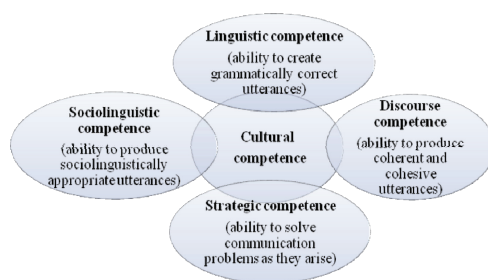 Linguistic competence
(ability to create
grammatically correct
utterances)
Sociolinguistic
competence
(ability to produce
sociolinguistically
appropriate utterances)
Cultural
competence
Discourse
competence
(ability to produce
coherent and
cohesive
utterances)
Strategic competence
(ability to solve
communication
problems as they arise)